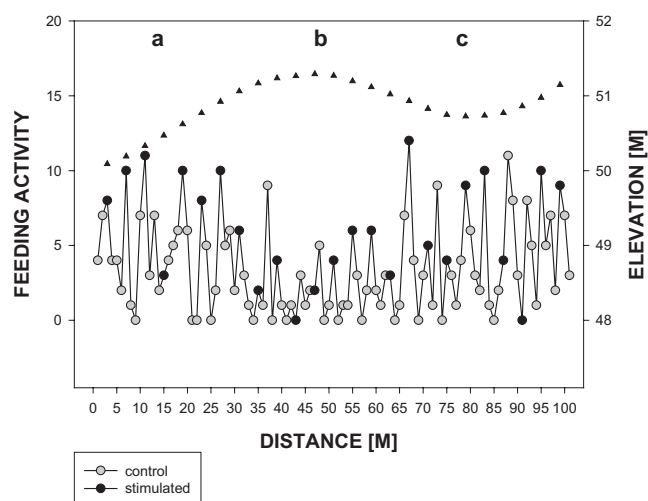 20
15
10
5
0
FEEDING ACTIVITY
a b c
52
51
50
49
48
ELEVATION [M]
0 5 10 15 20 25 30 35 40 45 50 55 60 65 70 75 80 85 90 95 100
DISTANCE [M]
control
stimulated